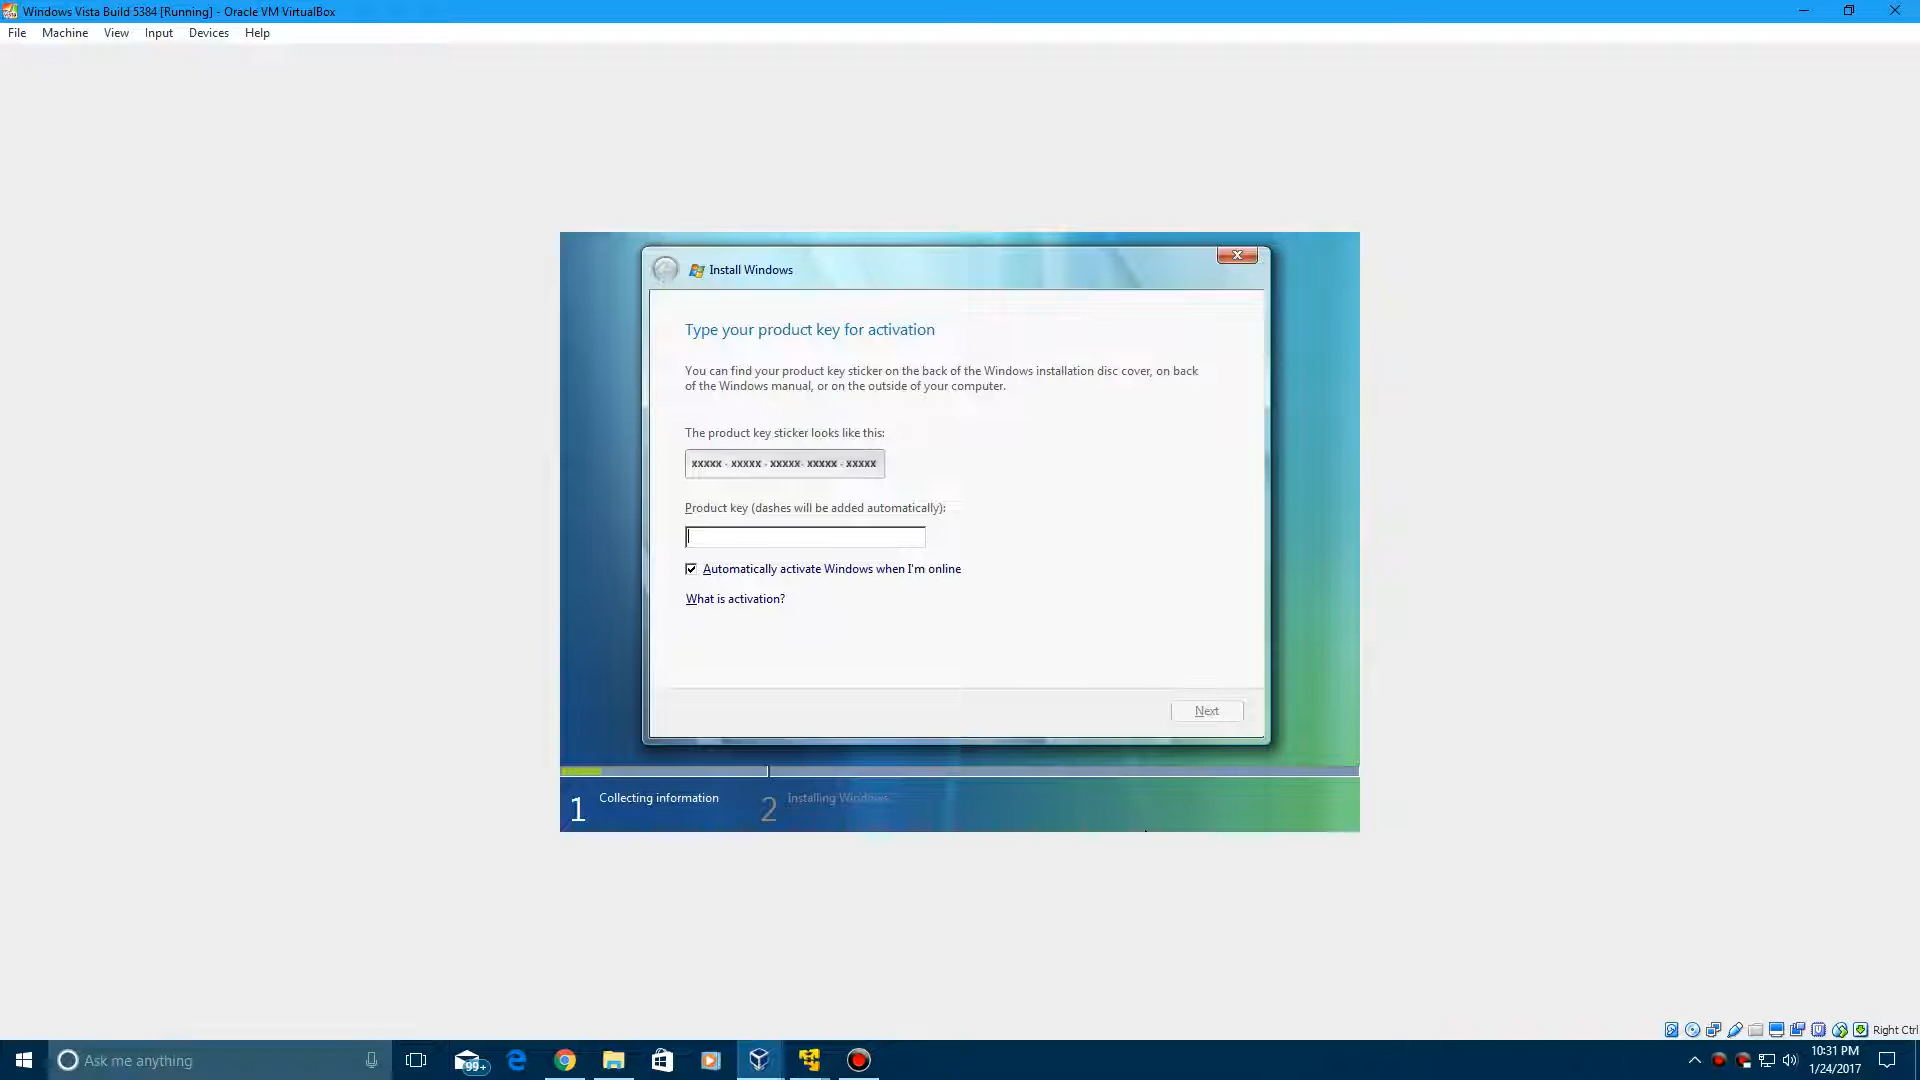 Windows Vista Build 5384 [Running] - Oracle VM VirtualBox
File Machine View Input Devices Help
Install Windows
Type your product key for activation
You can find your product key sticker on the back of the Windows installation disc cover, on back
of the Windows manual, or on the outside of your computer.
The product key sticker looks like this:
XXXXX - XXXXX - XXXXX- XXXXX - XXXXX
Product key (dashes will be added automatically):
Automatically activate Windows when I'm online
What is activation?
Next
1 Collecting information 2 Installing Windows
Right Ctrl
Ask me anything
99+
10:31 PM
1/24/2017